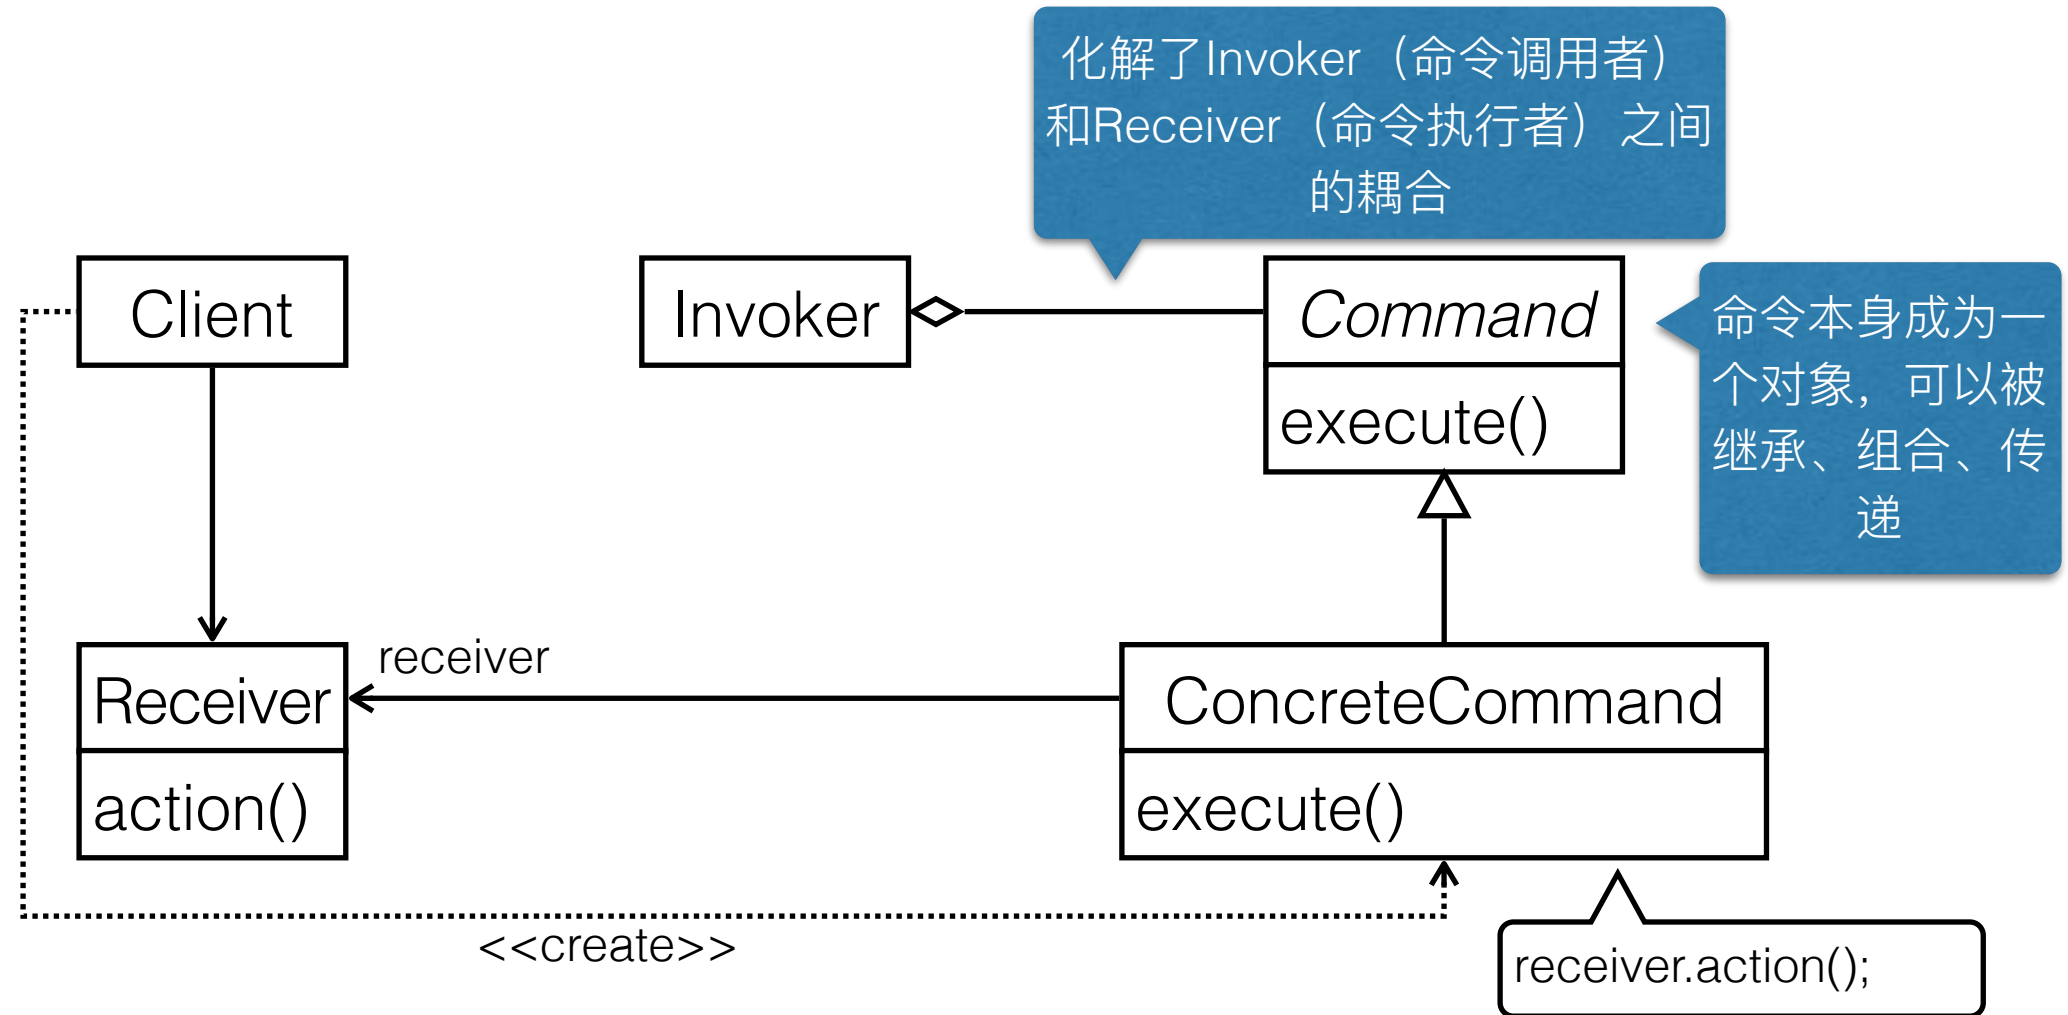 化解了Invoker（命令调用者）
和Receiver（命令执行者）之间
的耦合
Client
Invoker
Command
execute()
命令本身成为一
个对象，可以被
继承、组合、传
递
receiver
Receiver
action()
ConcreteCommand
execute()
<<create>>
receiver.action();